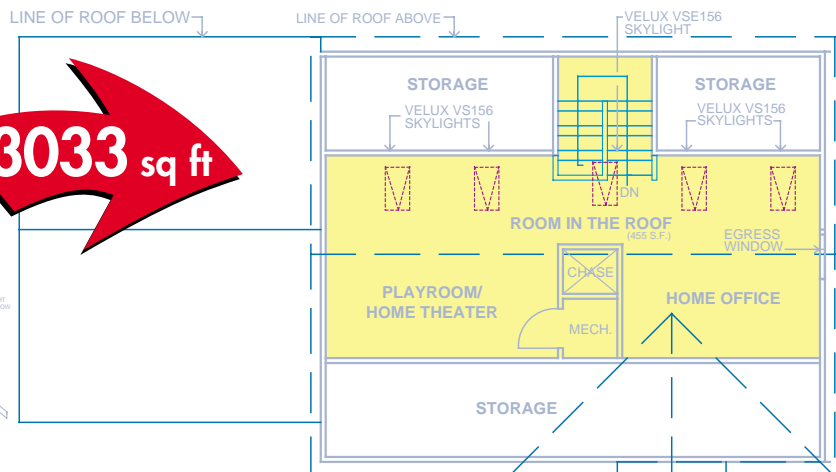 LINE OF ROOF BELOW
LINE OF ROOF ABOVE
VELUX VSE156
SKYLIGHT
STORAGE
STORAGE
VELUX VS156
SKYLIGHTS
VELUX VS156
SKYLIGHTS
3033 sq ft
DN
ROOM IN THE ROOF
(455 S.F.)
EGRESS
WINDOW
CHASE
PLAYROOM/
HOME THEATER
HOME OFFICE
MECH.
STORAGE